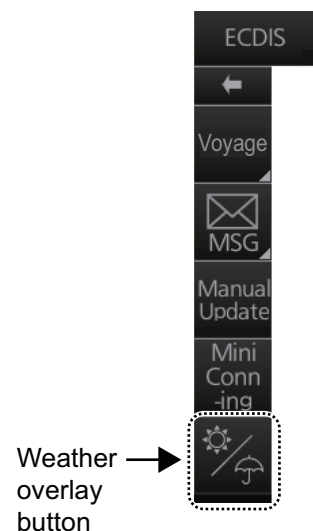 ECDIS
Voyage
MSG
Manual
Update
Mini
Conn
-ing
Weather
overlay
button